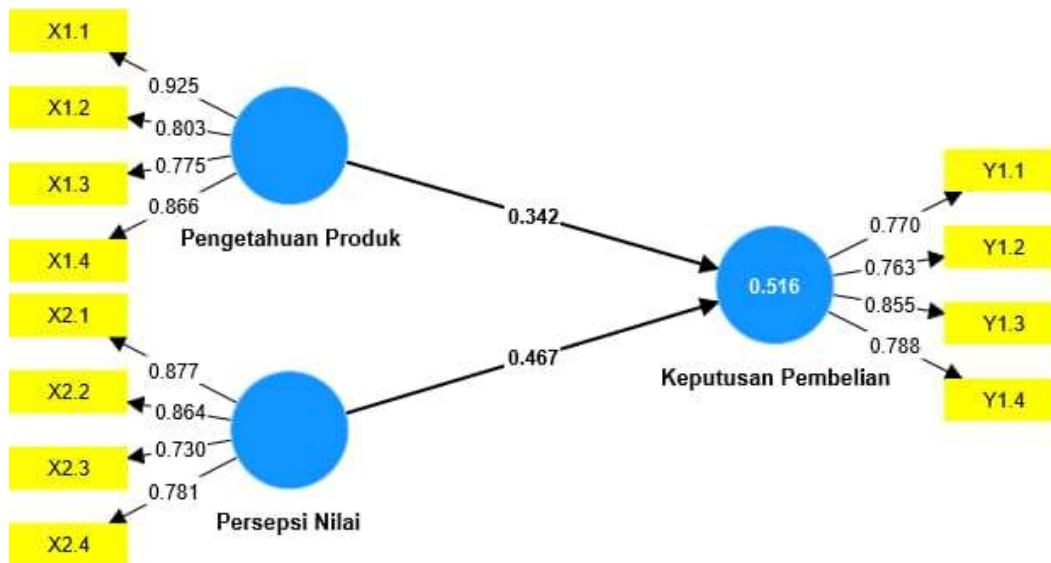 X1.1
0.925
X1.2
0.803
X1.3
0.775
0.866
X1.4
Pengetahuan Produk
X2.1
0.877
X2.2
0.864
0.730
X2.3
0.781
X2.4
Persepsi Nilai
0.342
0.467
0.516
Keputusan Pembelian
Y1.1
0.770
Y1.2
0.763
0.855
Y1.3
0.788
Y1.4